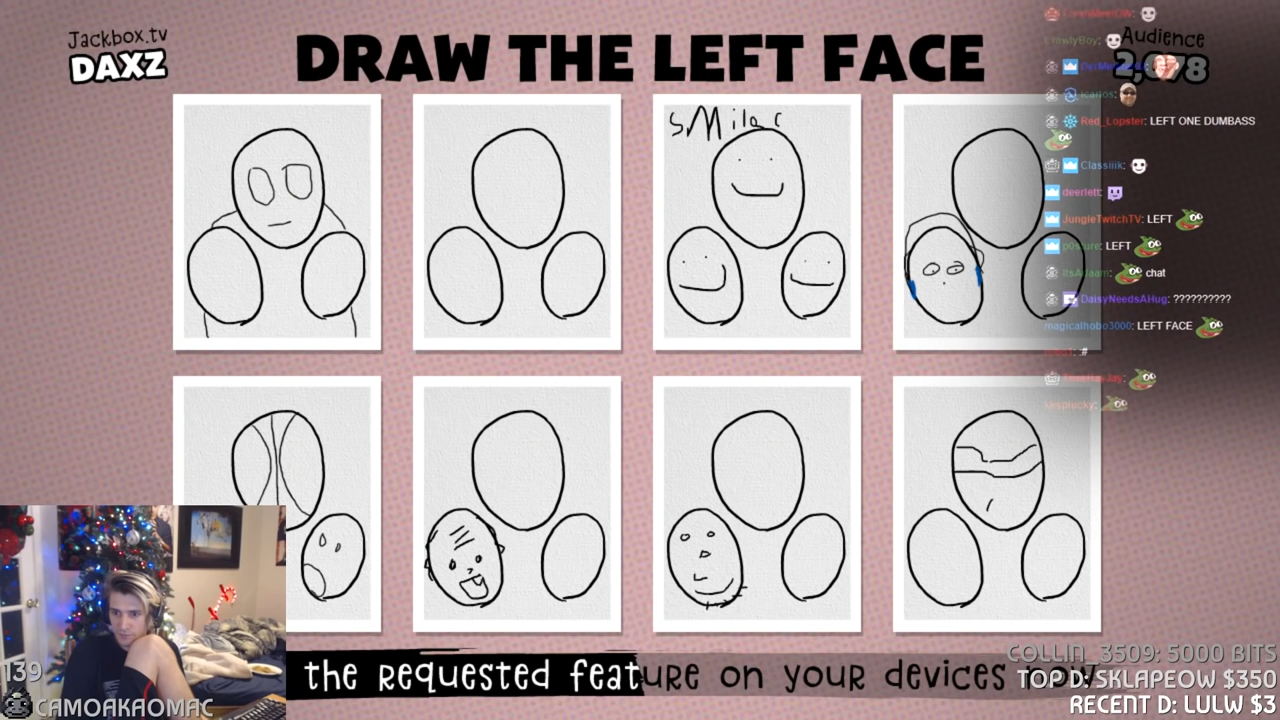 Jackbox.tv
DAXZ
DRAW THE LEFT FACE
Audience
sMile
Red_Lopster: LEFT ONE DUMBASS
Classiiik:
deerlett:
JungleTwitchTV: LEFT
LEFT
chat
DaisyNeedsAHug: ??????????
magicalhobo3000: LEFT FACE
the requested feature on your devices now
139
CAMOAKAOMAC
COLLIN_3509: 5000 BITS
TOP D: SKLAPEOW $350
RECENT D: LULW $3